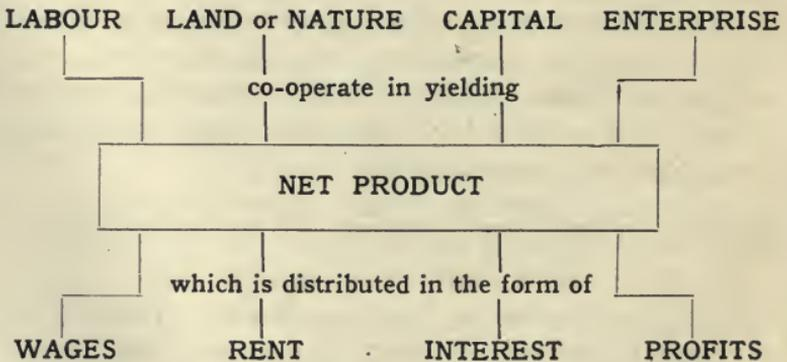 LABOUR LAND or NATURE CAPITAL ENTERPRISE
co-operate in yielding
NET PRODUCT
which is distributed in the form of
WAGES RENT INTEREST PROFITS